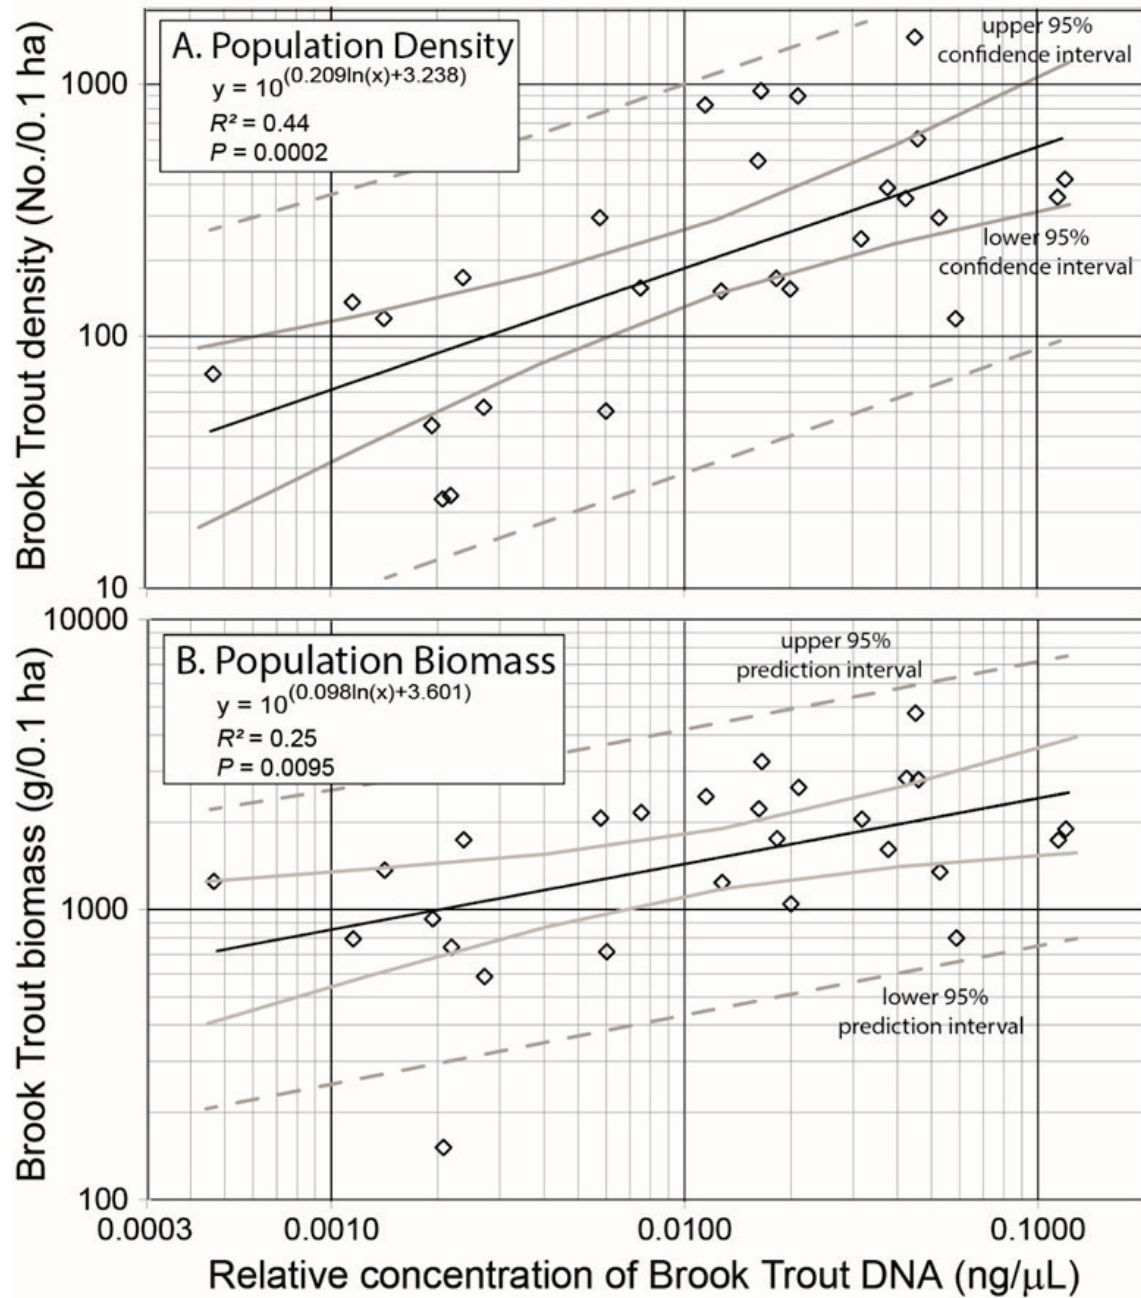 Brook Trout density (No./0.1 ha)
1000
100
10
A. Population Density
y = 10^(0.209ln(x)+3.238)
R² = 0.44
P = 0.0002
upper 95%
confidence interval
lower 95%
confidence interval
Brook Trout biomass (g/0.1 ha)
10000
1000
100
B. Population Biomass
y = 10^(0.098ln(x)+3.601)
R² = 0.25
P = 0.0095
upper 95%
prediction interval
lower 95%
prediction interval
0.0003
0.0010
0.0100
0.1000
Relative concentration of Brook Trout DNA (ng/µL)